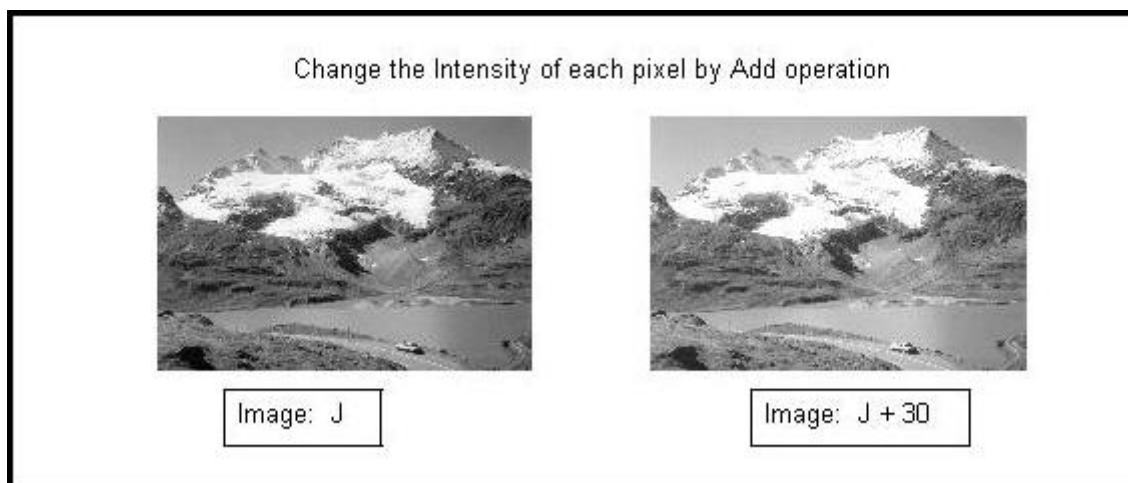 Change the Intensity of each pixel by Add operation
Image: J
Image: J + 30